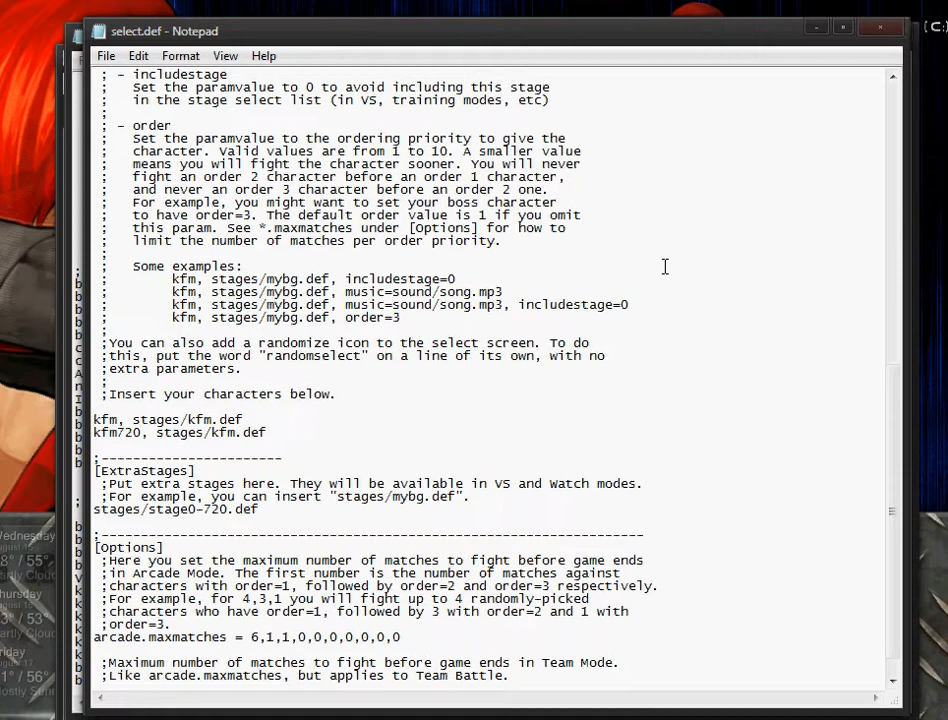 select.def - Notepad
(C:)
File Edit Format View Help
; - includestage
; Set the paramvalue to 0 to avoid including this stage
; in the stage select list (in VS, training modes, etc)
;
; - order
; Set the paramvalue to the ordering priority to give the
; character. Valid values are from 1 to 10. A smaller value
; means you will fight the character sooner. You will never
; fight an order 2 character before an order 1 character,
; and never an order 3 character before an order 2 one.
; For example, you might want to set your boss character
; to have order=3. The default order value is 1 if you omit
; this param. See *.maxmatches under [Options] for how to
; limit the number of matches per order priority.
;
; Some examples:
; kfm, stages/mybg.def, includestage=0
; kfm, stages/mybg.def, music=sound/song.mp3
; kfm, stages/mybg.def, music=sound/song.mp3, includestage=0
; kfm, stages/mybg.def, order=3
;
;You can also add a randomize icon to the select screen. To do
;this, put the word "randomselect" on a line of its own, with no
;extra parameters.
;
;Insert your characters below.
kfm, stages/kfm.def
kfm720, stages/kfm.def
;-----------------------
[ExtraStages]
;Put extra stages here. They will be available in VS and Watch modes.
;For example, you can insert "stages/mybg.def".
stages/stage0-720.def
;---------------------------------------------------------------------
[Options]
;Here you set the maximum number of matches to fight before game ends
;in Arcade Mode. The first number is the number of matches against
;characters with order=1, followed by order=2 and order=3 respectively.
;For example, for 4,3,1 you will fight up to 4 randomly-picked
;characters who have order=1, followed by 3 with order=2 and 1 with
;order=3.
arcade.maxmatches = 6,1,1,0,0,0,0,0,0,0
;Maximum number of matches to fight before game ends in Team Mode.
;Like arcade.maxmatches, but applies to Team Battle.